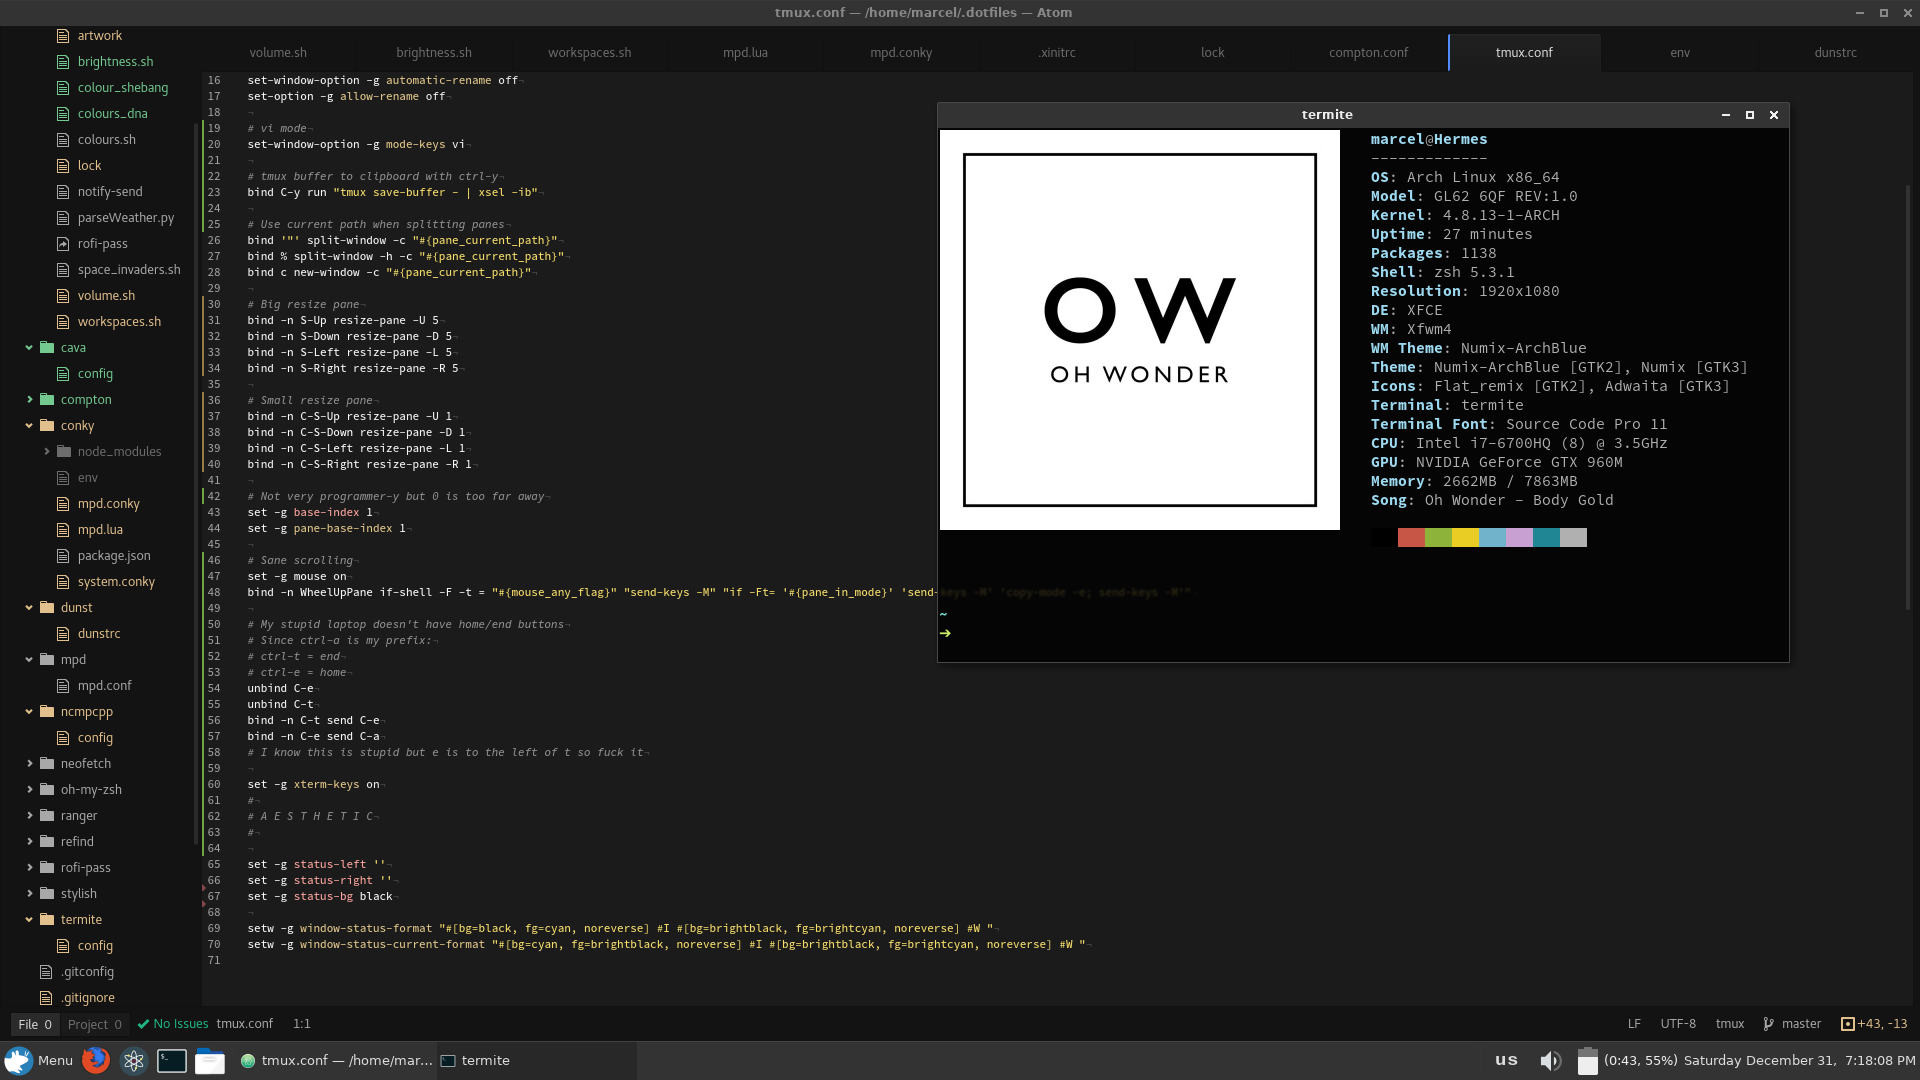 tmux.conf — /home/marcel/.dotfiles — Atom
artwork
brightness.sh
colour_shebang
colours_dna
colours.sh
lock
notify-send
parseWeather.py
rofi-pass
space_invaders.sh
volume.sh
workspaces.sh
cava
config
compton
conky
node_modules
env
mpd.conky
mpd.lua
package.json
system.conky
dunst
dunstrc
mpd
mpd.conf
ncmpcpp
config
neofetch
oh-my-zsh
ranger
refind
rofi-pass
stylish
termite
config
.gitconfig
.gitignore
volume.sh brightness.sh workspaces.sh mpd.lua mpd.conky .xinitrc lock compton.conf tmux.conf env dunstrc
16 set-window-option -g automatic-rename off¬
17 set-option -g allow-rename off¬
18 ¬
19 # vi mode¬
20 set-window-option -g mode-keys vi¬
21 ¬
22 # tmux buffer to clipboard with ctrl-y¬
23 bind C-y run "tmux save-buffer - | xsel -ib"¬
24 ¬
25 # Use current path when splitting panes¬
26 bind '"' split-window -c "#{pane_current_path}"¬
27 bind % split-window -h -c "#{pane_current_path}"¬
28 bind c new-window -c "#{pane_current_path}"¬
29 ¬
30 # Big resize pane¬
31 bind -n S-Up resize-pane -U 5¬
32 bind -n S-Down resize-pane -D 5¬
33 bind -n S-Left resize-pane -L 5¬
34 bind -n S-Right resize-pane -R 5¬
35 ¬
36 # Small resize pane¬
37 bind -n C-S-Up resize-pane -U 1¬
38 bind -n C-S-Down resize-pane -D 1¬
39 bind -n C-S-Left resize-pane -L 1¬
40 bind -n C-S-Right resize-pane -R 1¬
41 ¬
42 # Not very programmer-y but 0 is too far away¬
43 set -g base-index 1¬
44 set -g pane-base-index 1¬
45 ¬
46 # Sane scrolling¬
47 set -g mouse on¬
48 bind -n WheelUpPane if-shell -F -t = "#{mouse_any_flag}" "send-keys -M" "if -Ft= '#{pane_in_mode}' 'send-keys -M' 'copy-mode -e; send-keys -M'"¬
49 ¬
50 # My stupid laptop doesn't have home/end buttons¬
51 # Since ctrl-a is my prefix:¬
52 # ctrl-t = end¬
53 # ctrl-e = home¬
54 unbind C-e¬
55 unbind C-t¬
56 bind -n C-t send C-e¬
57 bind -n C-e send C-a¬
58 # I know this is stupid but e is to the left of t so fuck it¬
59 ¬
60 set -g xterm-keys on¬
61 #¬
62 # A E S T H E T I C¬
63 #¬
64 ¬
65 set -g status-left ''¬
66 set -g status-right ''¬
67 set -g status-bg black¬
68 ¬
69 setw -g window-status-format "#[bg=black, fg=cyan, noreverse] #I #[bg=brightblack, fg=brightcyan, noreverse] #W "¬
70 setw -g window-status-current-format "#[bg=cyan, fg=brightblack, noreverse] #I #[bg=brightblack, fg=brightcyan, noreverse] #W "¬
71
termite
OW
OH WONDER
marcel@Hermes
-------------
OS: Arch Linux x86_64
Model: GL62 6QF REV:1.0
Kernel: 4.8.13-1-ARCH
Uptime: 27 minutes
Packages: 1138
Shell: zsh 5.3.1
Resolution: 1920x1080
DE: XFCE
WM: Xfwm4
WM Theme: Numix-ArchBlue
Theme: Numix-ArchBlue [GTK2], Numix [GTK3]
Icons: Flat_remix [GTK2], Adwaita [GTK3]
Terminal: termite
Terminal Font: Source Code Pro 11
CPU: Intel i7-6700HQ (8) @ 3.5GHz
GPU: NVIDIA GeForce GTX 960M
Memory: 2662MB / 7863MB
Song: Oh Wonder - Body Gold
~
➜
File 0 Project 0 No Issues tmux.conf 1:1 LF UTF-8 tmux master +43, -13
Menu tmux.conf — /home/mar... termite us (0:43, 55%) Saturday December 31, 7:18:08 PM